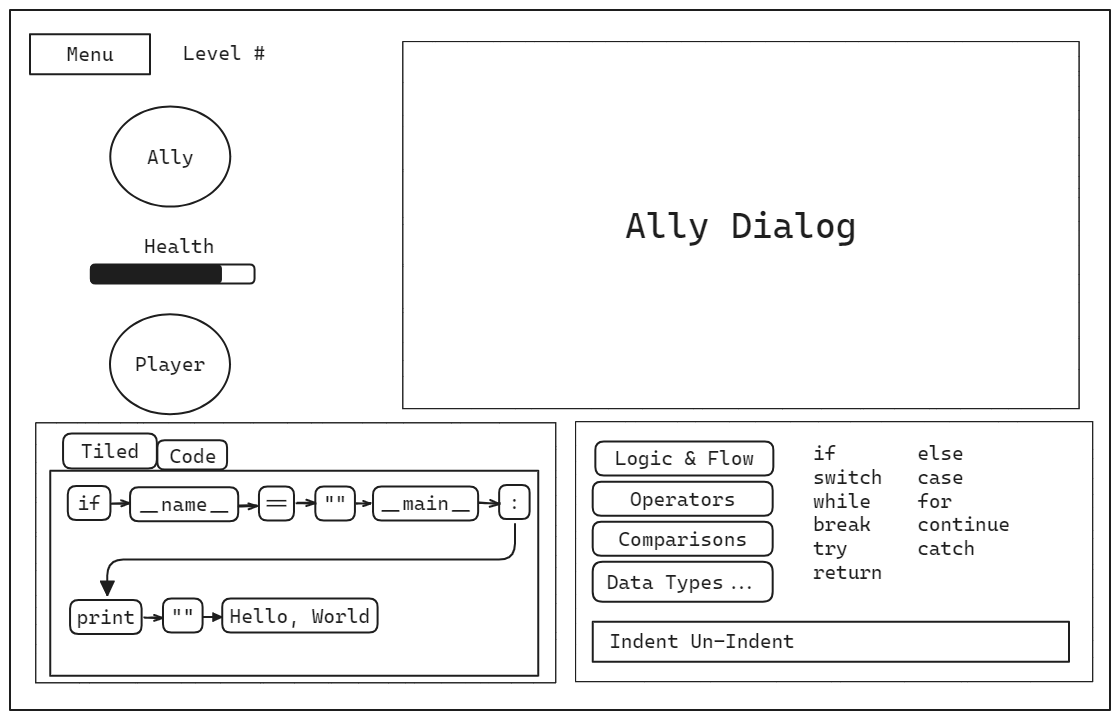 Menu
Level #
Ally
Health
Player
Ally Dialog
Tiled
Code
if __name__ == "" __main__ :
print "" Hello, World
Logic & Flow
Operators
Comparisons
Data Types...
if else
switch case
while for
break continue
try catch
return
Indent Un-Indent